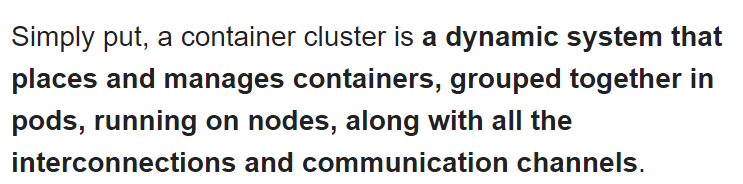 Simply put, a container cluster is a dynamic system that
places and manages containers, grouped together in
pods, running on nodes, along with all the
interconnections and communication channels.